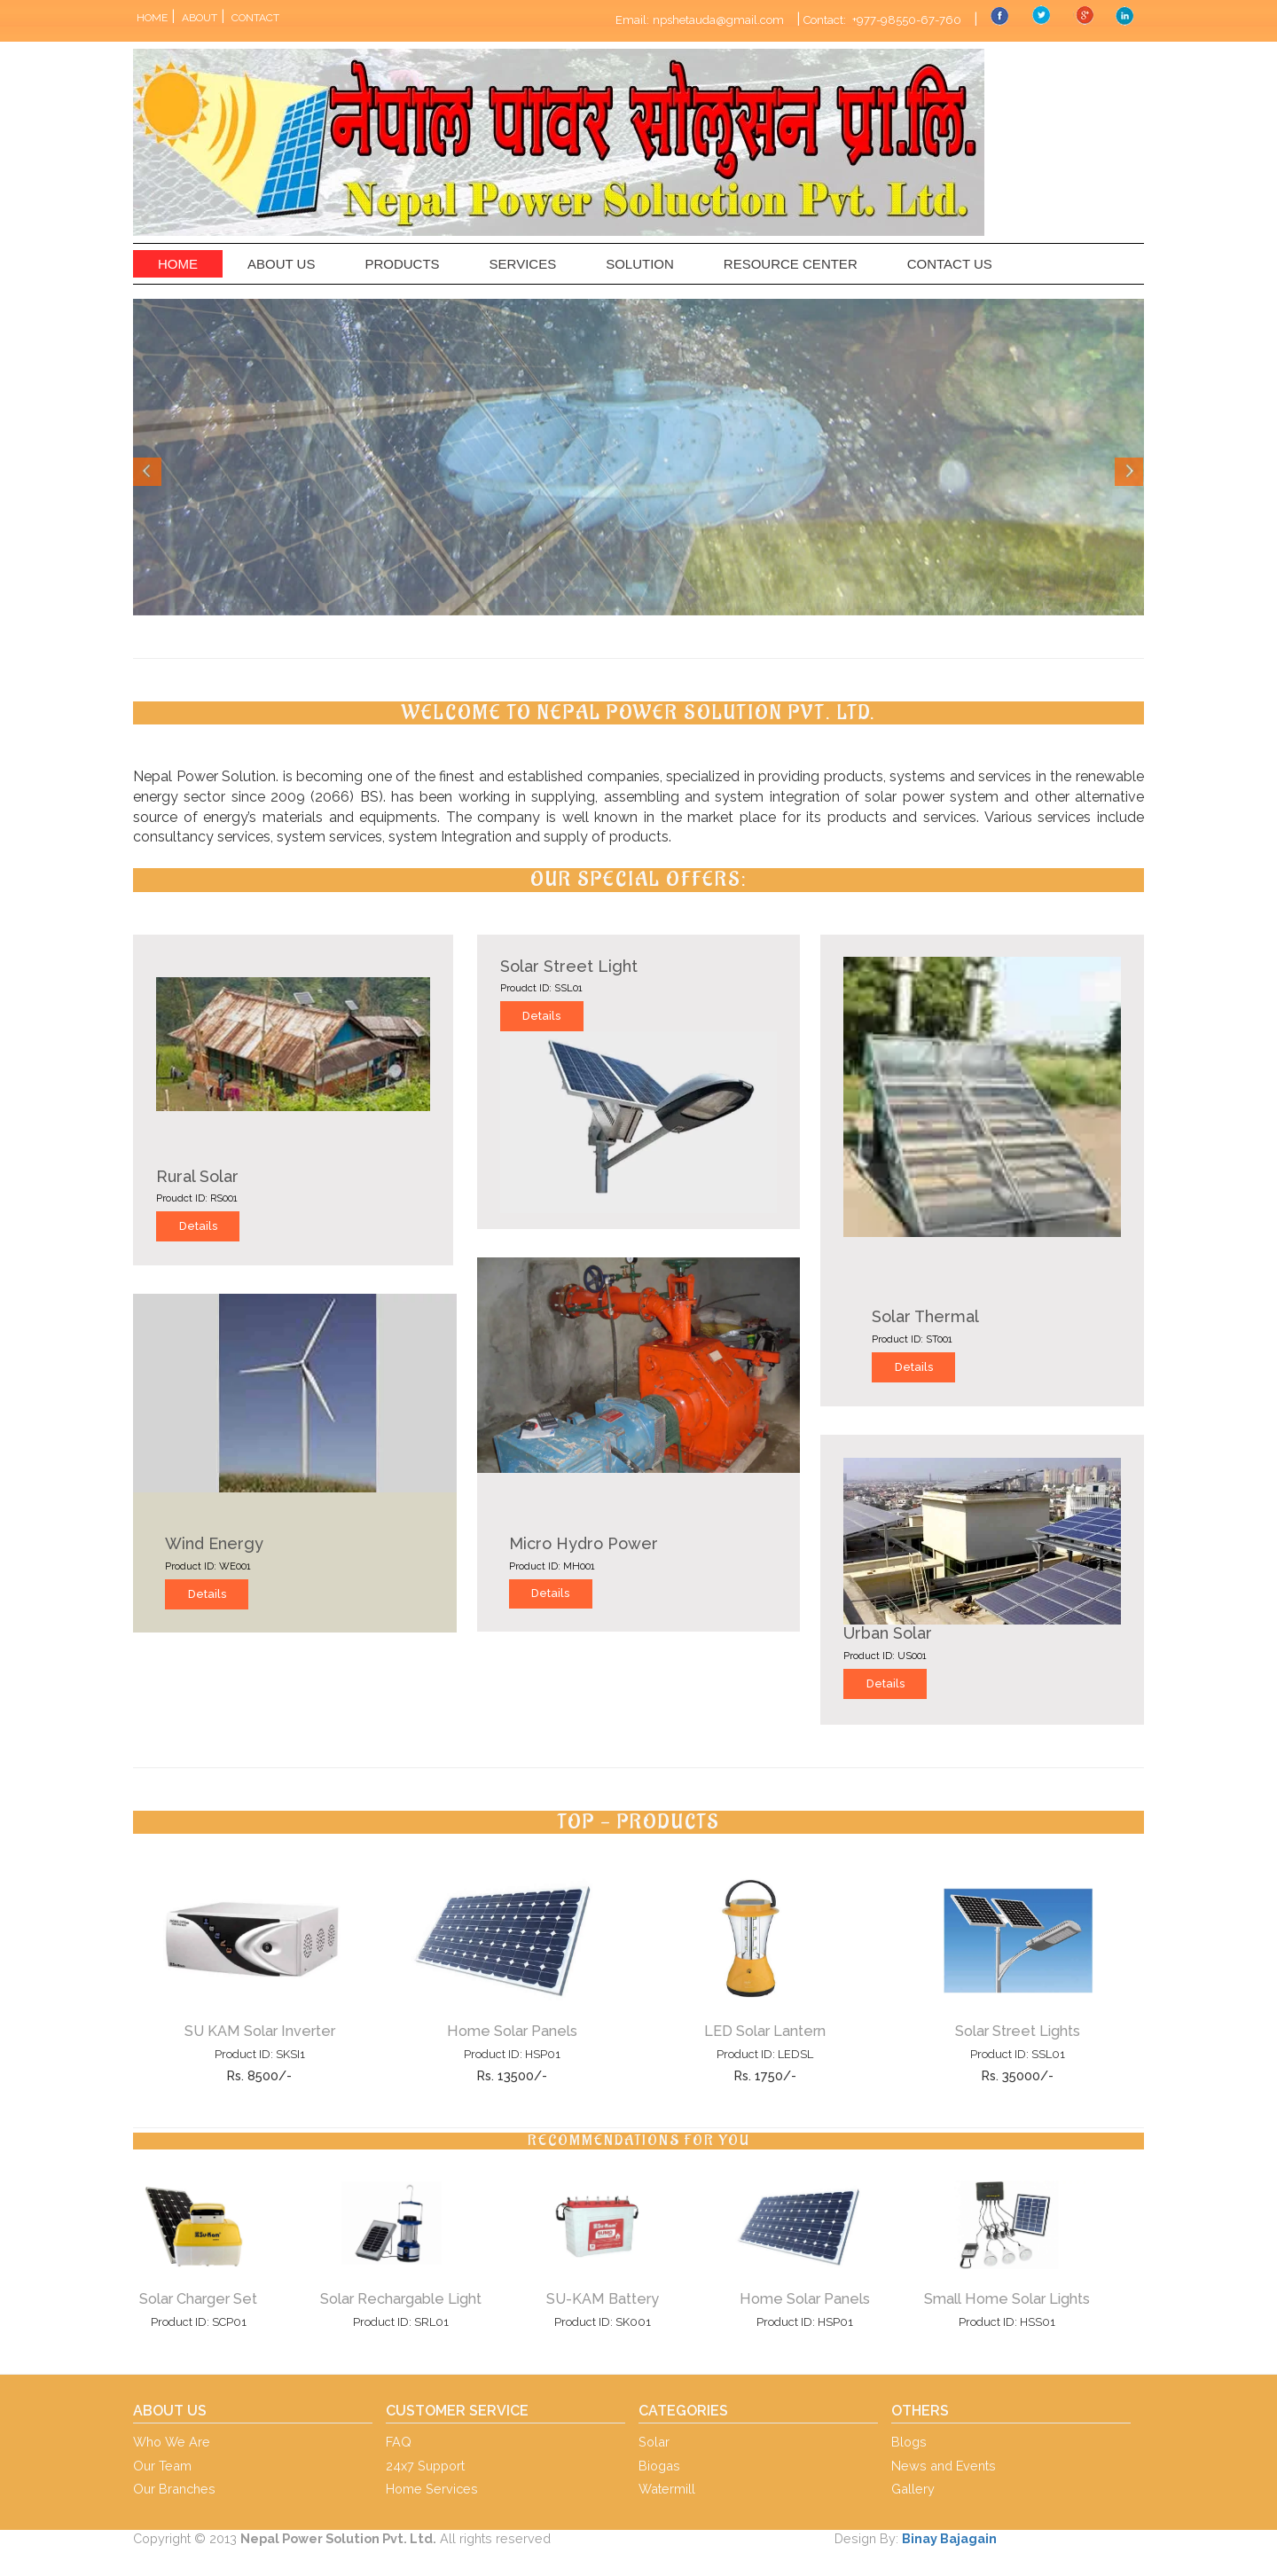 HOME ABOUT CONTACT
Email: npshetauda@gmail.com Contact: +977-98550-67-760
नेपाल पावर सोलुसन प्रा.लि.
Nepal Power Soluction Pvt. Ltd.
HOME ABOUT US PRODUCTS SERVICES SOLUTION RESOURCE CENTER CONTACT US
WELCOME TO NEPAL POWER SOLUTION PVT. LTD.
Nepal Power Solution. is becoming one of the finest and established companies, specialized in providing products, systems and services in the renewable
energy sector since 2009 (2066) BS). has been working in supplying, assembling and system integration of solar power system and other alternative
source of energy's materials and equipments. The company is well known in the market place for its products and services. Various services include
consultancy services, system services, system Integration and supply of products.
OUR SPECIAL OFFERS:
Rural Solar
Proudct ID: RS001
Details
Solar Street Light
Proudct ID: SSL01
Details
Solar Thermal
Product ID: ST001
Details
Wind Energy
Product ID: WE001
Details
Micro Hydro Power
Product ID: MH001
Details
Urban Solar
Product ID: US001
Details
TOP – PRODUCTS
SU KAM Solar Inverter
Product ID: SKSI1
Rs. 8500/-
Home Solar Panels
Product ID: HSP01
Rs. 13500/-
LED Solar Lantern
Product ID: LEDSL
Rs. 1750/-
Solar Street Lights
Product ID: SSL01
Rs. 35000/-
RECOMMENDATIONS FOR YOU
Solar Charger Set
Product ID: SCP01
Solar Rechargable Light
Product ID: SRL01
SU-KAM Battery
Product ID: SK001
Home Solar Panels
Product ID: HSP01
Small Home Solar Lights
Product ID: HSS01
ABOUT US
Who We Are
Our Team
Our Branches
CUSTOMER SERVICE
FAQ
24x7 Support
Home Services
CATEGORIES
Solar
Biogas
Watermill
OTHERS
Blogs
News and Events
Gallery
Copyright © 2013 Nepal Power Solution Pvt. Ltd. All rights reserved
Design By: Binay Bajagain